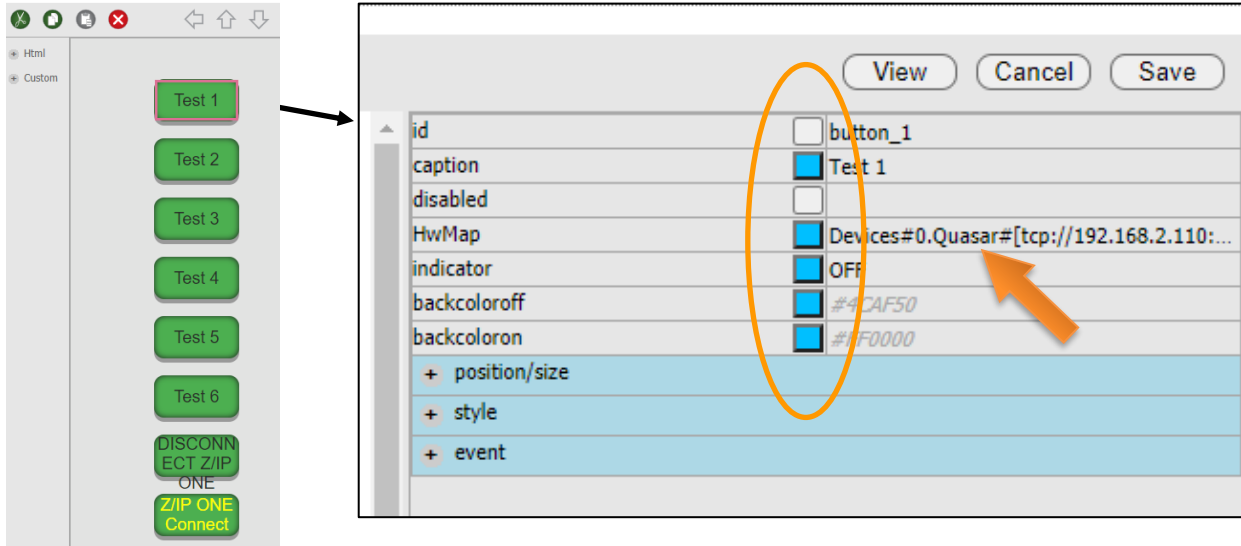 Html
Custom
Test 1
Test 2
Test 3
Test 4
Test 5
Test 6
DISCONN
ECT Z/IP
ONE
Z/IP ONE
Connect
View Cancel Save
id button_1
caption Test 1
disabled
HwMap Devices#0.Quasar#[tcp://192.168.2.110:...
indicator OFF
backcoloroff #4CAF50
backcoloron #FF0000
+ position/size
+ style
+ event